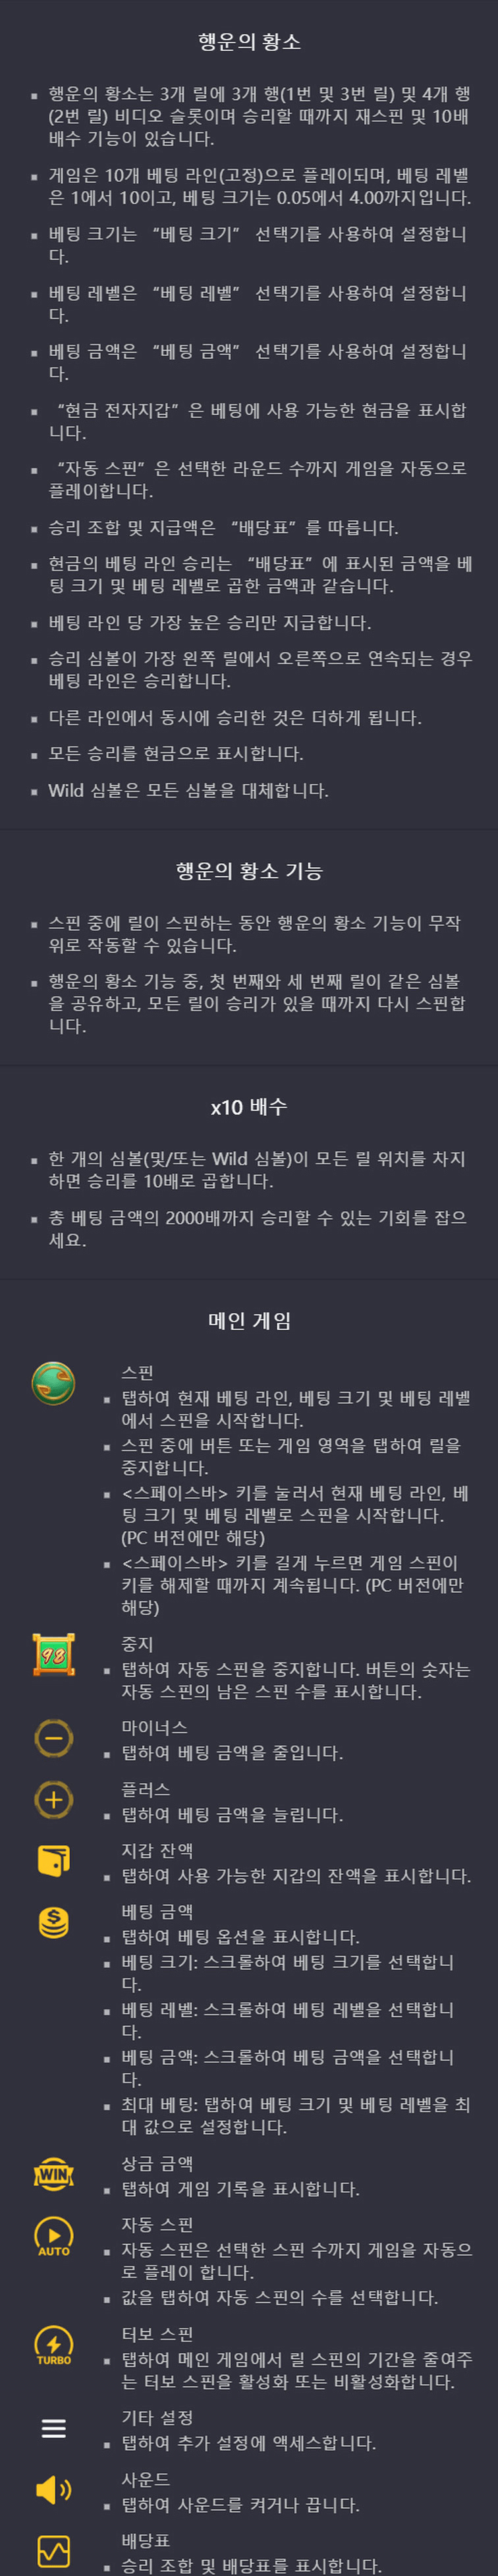 행운의 황소
행운의 황소는 3개 릴에 3개 행(1번 및 3번 릴) 및 4개 행
(2번 릴) 비디오 슬롯이며 승리할 때까지 재스핀 및 10배
배수 기능이 있습니다.
게임은 10개 베팅 라인(고정)으로 플레이되며, 베팅 레벨
은 1에서 10이고, 베팅 크기는 0.05에서 4.00까지입니다.
베팅 크기는 “베팅 크기” 선택기를 사용하여 설정합니
다.
베팅 레벨은 “베팅 레벨” 선택기를 사용하여 설정합니
다.
베팅 금액은 “베팅 금액” 선택기를 사용하여 설정합니
다.
“현금 전자지갑” 은 베팅에 사용 가능한 현금을 표시합
니다.
“자동 스핀” 은 선택한 라운드 수까지 게임을 자동으로
플레이합니다.
승리 조합 및 지급액은 “배당표” 를 따릅니다.
현금의 베팅 라인 승리는 “배당표” 에 표시된 금액을 베
팅 크기 및 베팅 레벨로 곱한 금액과 같습니다.
베팅 라인 당 가장 높은 승리만 지급합니다.
승리 심볼이 가장 왼쪽 릴에서 오른쪽으로 연속되는 경우
베팅 라인은 승리합니다.
다른 라인에서 동시에 승리한 것은 더하게 됩니다.
모든 승리를 현금으로 표시합니다.
Wild 심볼은 모든 심볼을 대체합니다.
행운의 황소 기능
스핀 중에 릴이 스핀하는 동안 행운의 황소 기능이 무작
위로 작동할 수 있습니다.
행운의 황소 기능 중, 첫 번째와 세 번째 릴이 같은 심볼
을 공유하고, 모든 릴이 승리가 있을 때까지 다시 스핀합
니다.
x10 배수
한 개의 심볼(및/또는 Wild 심볼)이 모든 릴 위치를 차지
하면 승리를 10배로 곱합니다.
총 베팅 금액의 2000배까지 승리할 수 있는 기회를 잡으
세요.
메인 게임
스핀
탭하여 현재 베팅 라인, 베팅 크기 및 베팅 레벨
에서 스핀을 시작합니다.
스핀 중에 버튼 또는 게임 영역을 탭하여 릴을
중지합니다.
<스페이스바> 키를 눌러서 현재 베팅 라인, 베
팅 크기 및 베팅 레벨로 스핀을 시작합니다.
(PC 버전에만 해당)
<스페이스바> 키를 길게 누르면 게임 스핀이
키를 해제할 때까지 계속됩니다. (PC 버전에만
해당)
98
중지
탭하여 자동 스핀을 중지합니다. 버튼의 숫자는
자동 스핀의 남은 스핀 수를 표시합니다.
마이너스
탭하여 베팅 금액을 줄입니다.
플러스
탭하여 베팅 금액을 늘립니다.
지갑 잔액
탭하여 사용 가능한 지갑의 잔액을 표시합니다.
베팅 금액
탭하여 베팅 옵션을 표시합니다.
베팅 크기: 스크롤하여 베팅 크기를 선택합니
다.
베팅 레벨: 스크롤하여 베팅 레벨을 선택합니
다.
베팅 금액: 스크롤하여 베팅 금액을 선택합니
다.
최대 베팅: 탭하여 베팅 크기 및 베팅 레벨을 최
대 값으로 설정합니다.
WIN
상금 금액
탭하여 게임 기록을 표시합니다.
AUTO
자동 스핀
자동 스핀은 선택한 스핀 수까지 게임을 자동으
로 플레이 합니다.
값을 탭하여 자동 스핀의 수를 선택합니다.
TURBO
터보 스핀
탭하여 메인 게임에서 릴 스핀의 기간을 줄여주
는 터보 스핀을 활성화 또는 비활성화합니다.
기타 설정
탭하여 추가 설정에 액세스합니다.
사운드
탭하여 사운드를 켜거나 끕니다.
배당표
승리 조합 및 배당표를 표시합니다.